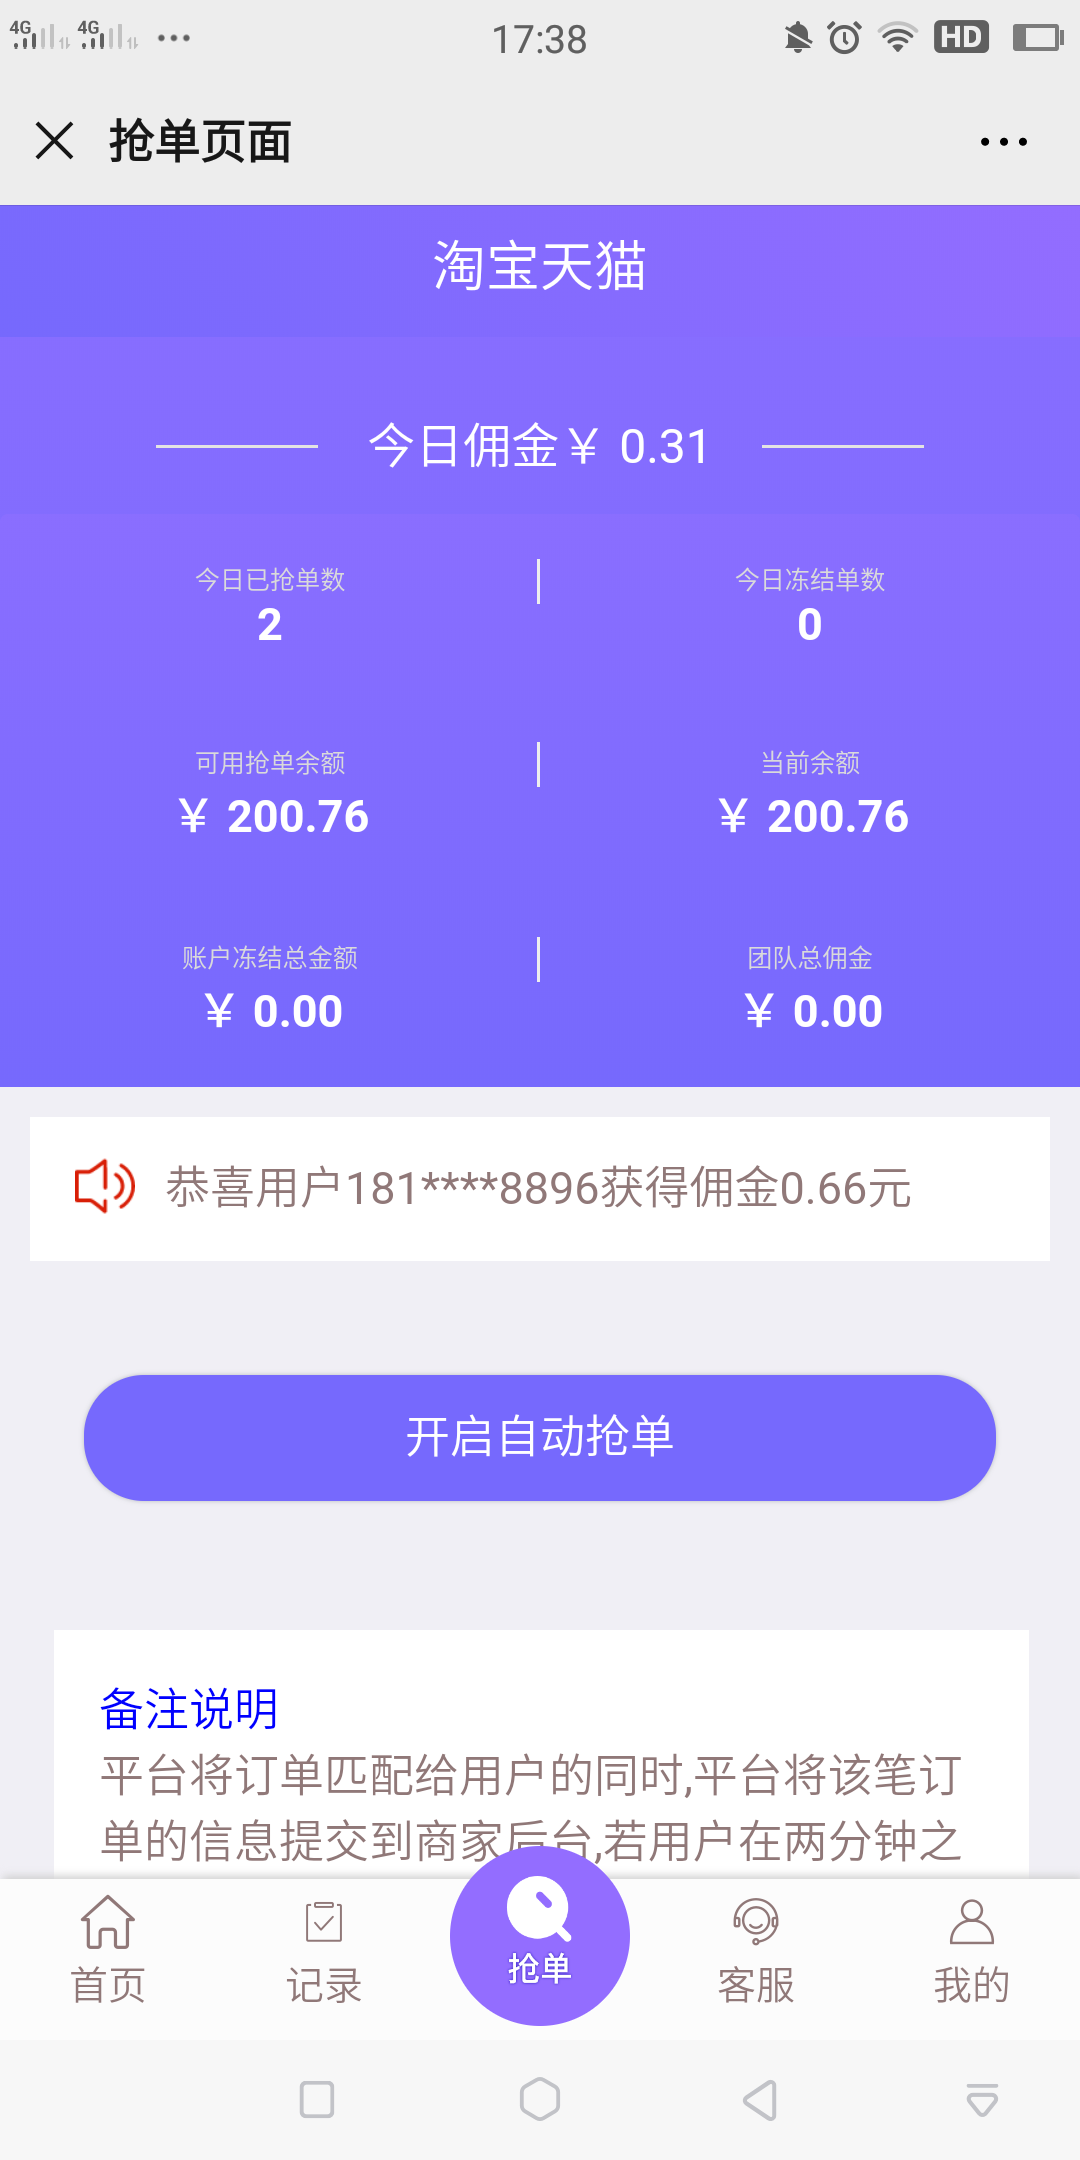 4G 4G 17:38 HD
抢单页面
淘宝天猫
今日佣金￥ 0.31
今日已抢单数 今日冻结单数
2 0
可用抢单余额 当前余额
￥ 200.76 ￥ 200.76
账户冻结总金额 团队总佣金
￥ 0.00 ￥ 0.00
恭喜用户181****8896获得佣金0.66元
开启自动抢单
备注说明
平台将订单匹配给用户的同时,平台将该笔订
单的信息提交到商家后台,若用户在两分钟之
首页 记录 抢单 客服 我的